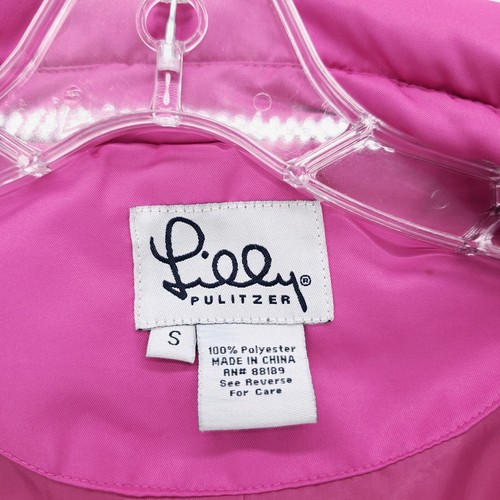 Lilly®
PULITZER
S
100% Polyester
MADE IN CHINA
RN# 88189
See Reverse
For Care